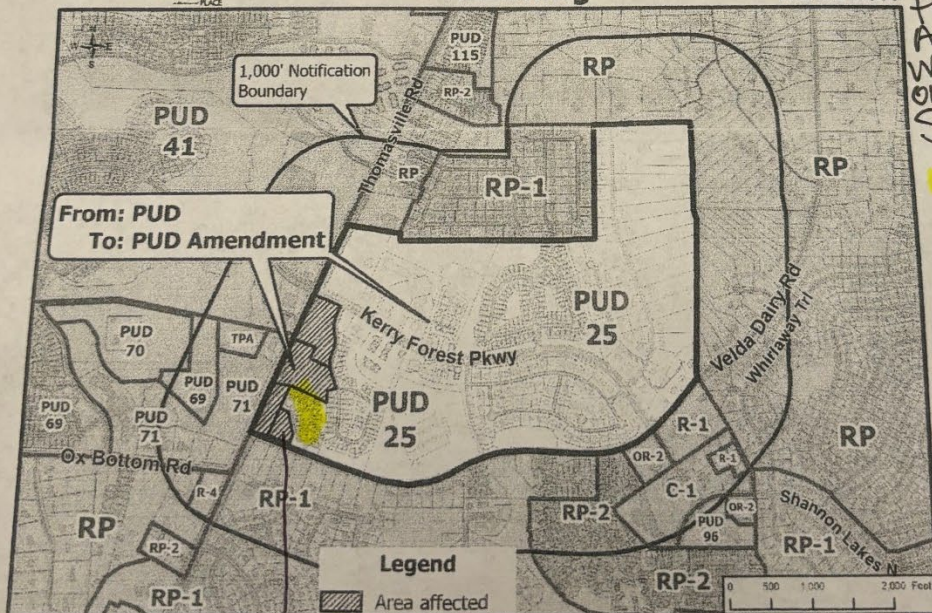 PLACE
N
W E
S
PUD
115
RP
1,000' Notification
Boundary
RP-2
PUD
41
Thomasville Rd
RP
RP-1
RP
From: PUD
To: PUD Amendment
PUD
25
Kerry Forest Pkwy
Velda Dairy Rd
Whirlaway Trl
PUD
70
TPA
PUD
69
PUD
71
PUD
69
PUD
71
PUD
25
R-1
RP
Ox Bottom Rd
OR-2
R-1
R-4
RP-1
C-1
RP
RP-2
OR-2
PUD
96
Shannon Lakes N
RP-2
RP-1
Legend
RP-2
RP-1
Area affected
0 500 1,000 2,000 Feet